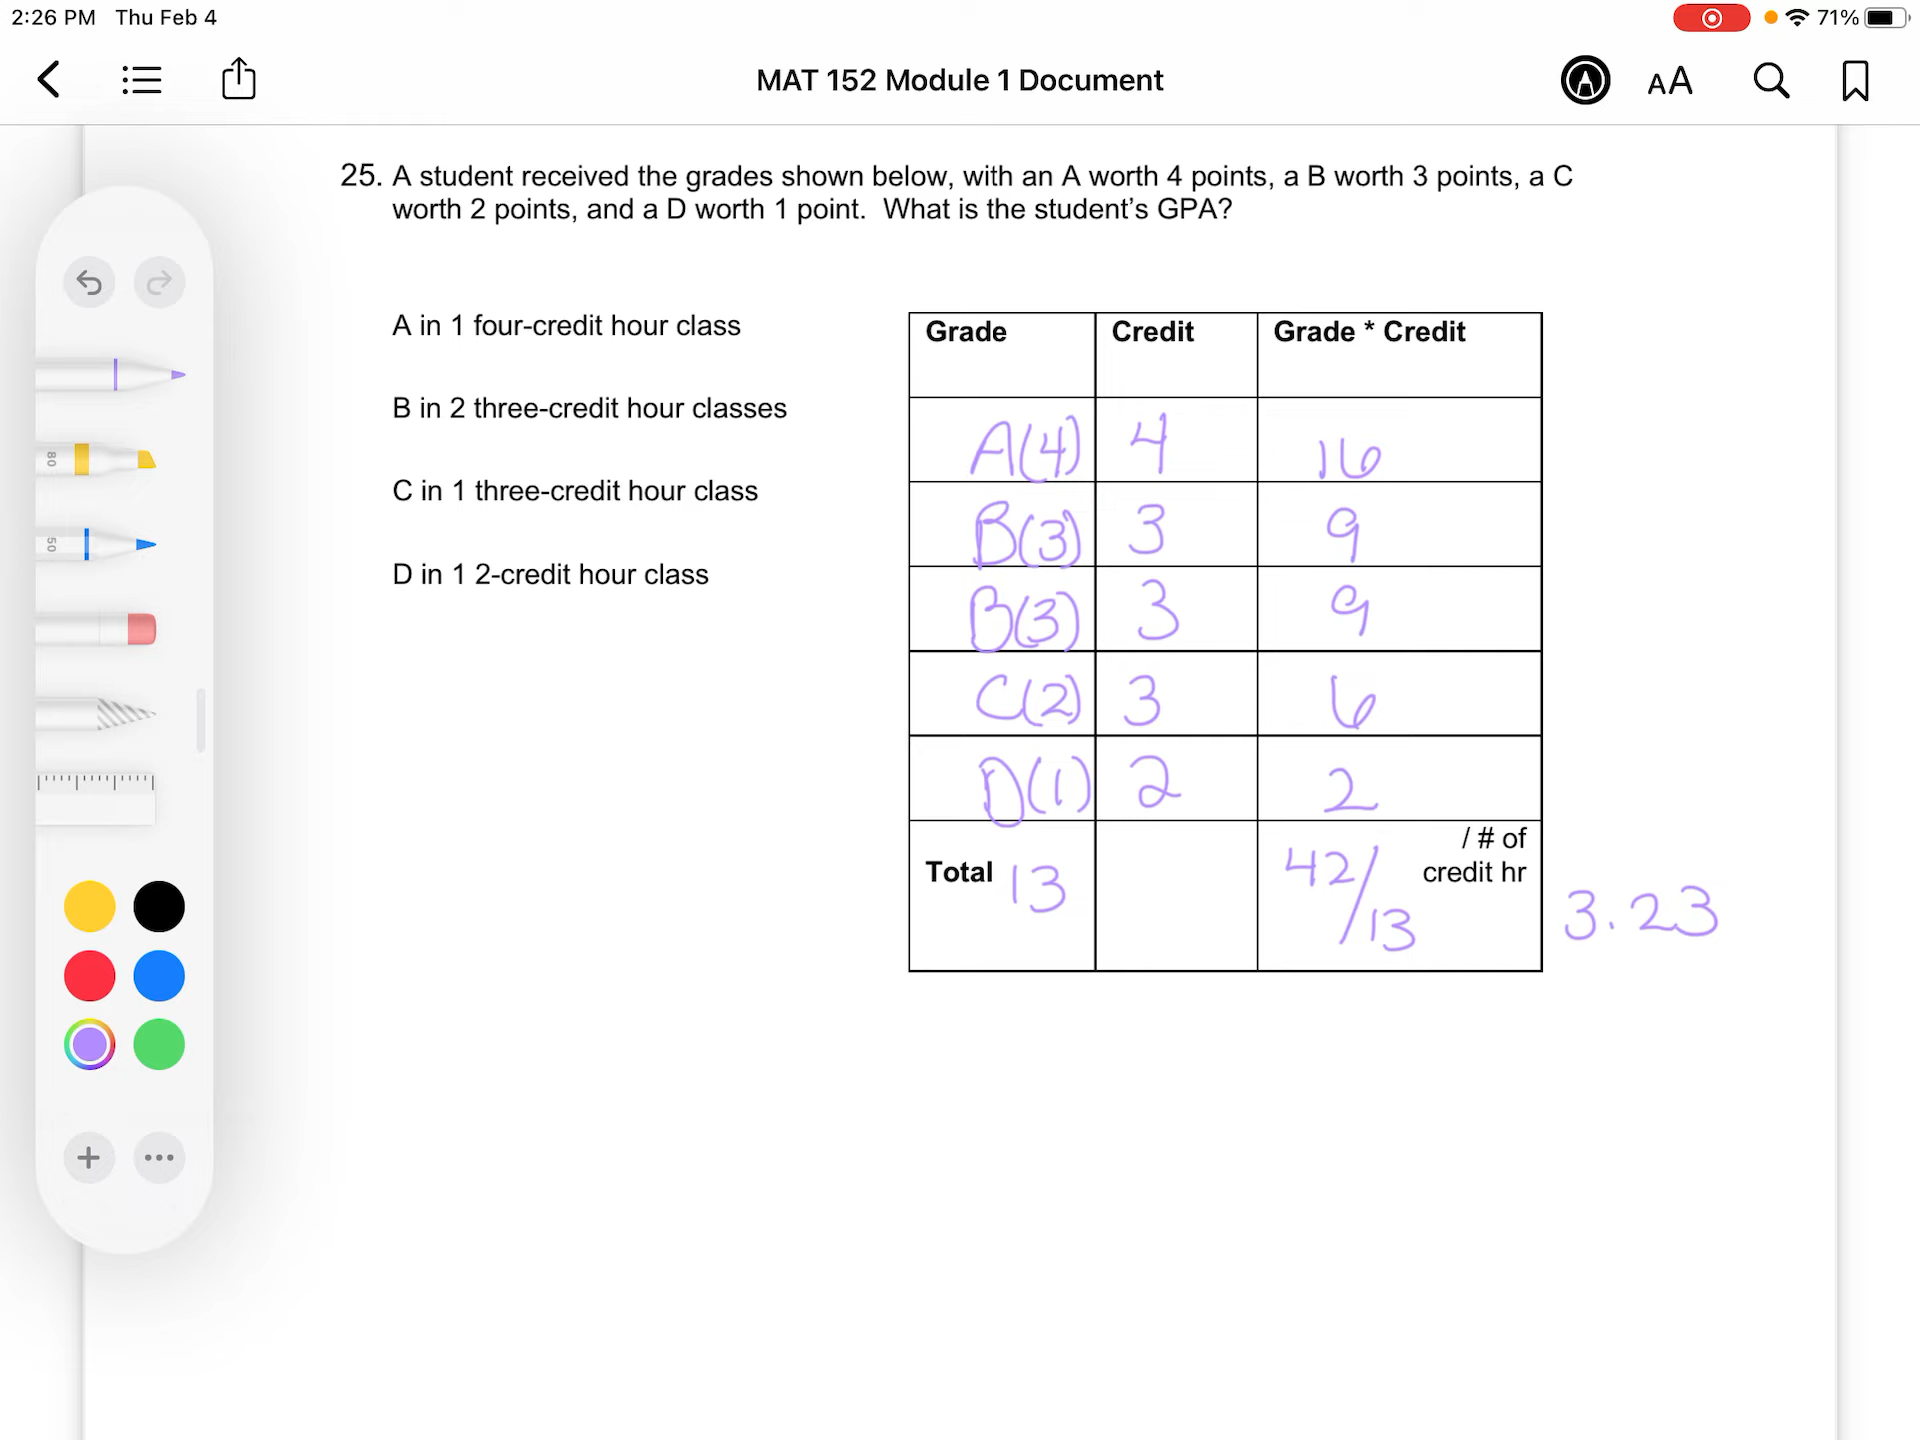 2:26 PM Thu Feb 4
71%
MAT 152 Module 1 Document
AA
25. A student received the grades shown below, with an A worth 4 points, a B worth 3 points, a C
worth 2 points, and a D worth 1 point. What is the student's GPA?
A in 1 four-credit hour class
B in 2 three-credit hour classes
C in 1 three-credit hour class
D in 1 2-credit hour class
Grade Credit Grade * Credit
A(4) 4 16
B(3) 3 9
B(3) 3 9
C(2) 3 6
D(1) 2 2
Total 13 42/13 / # of credit hr
3.23
80
50